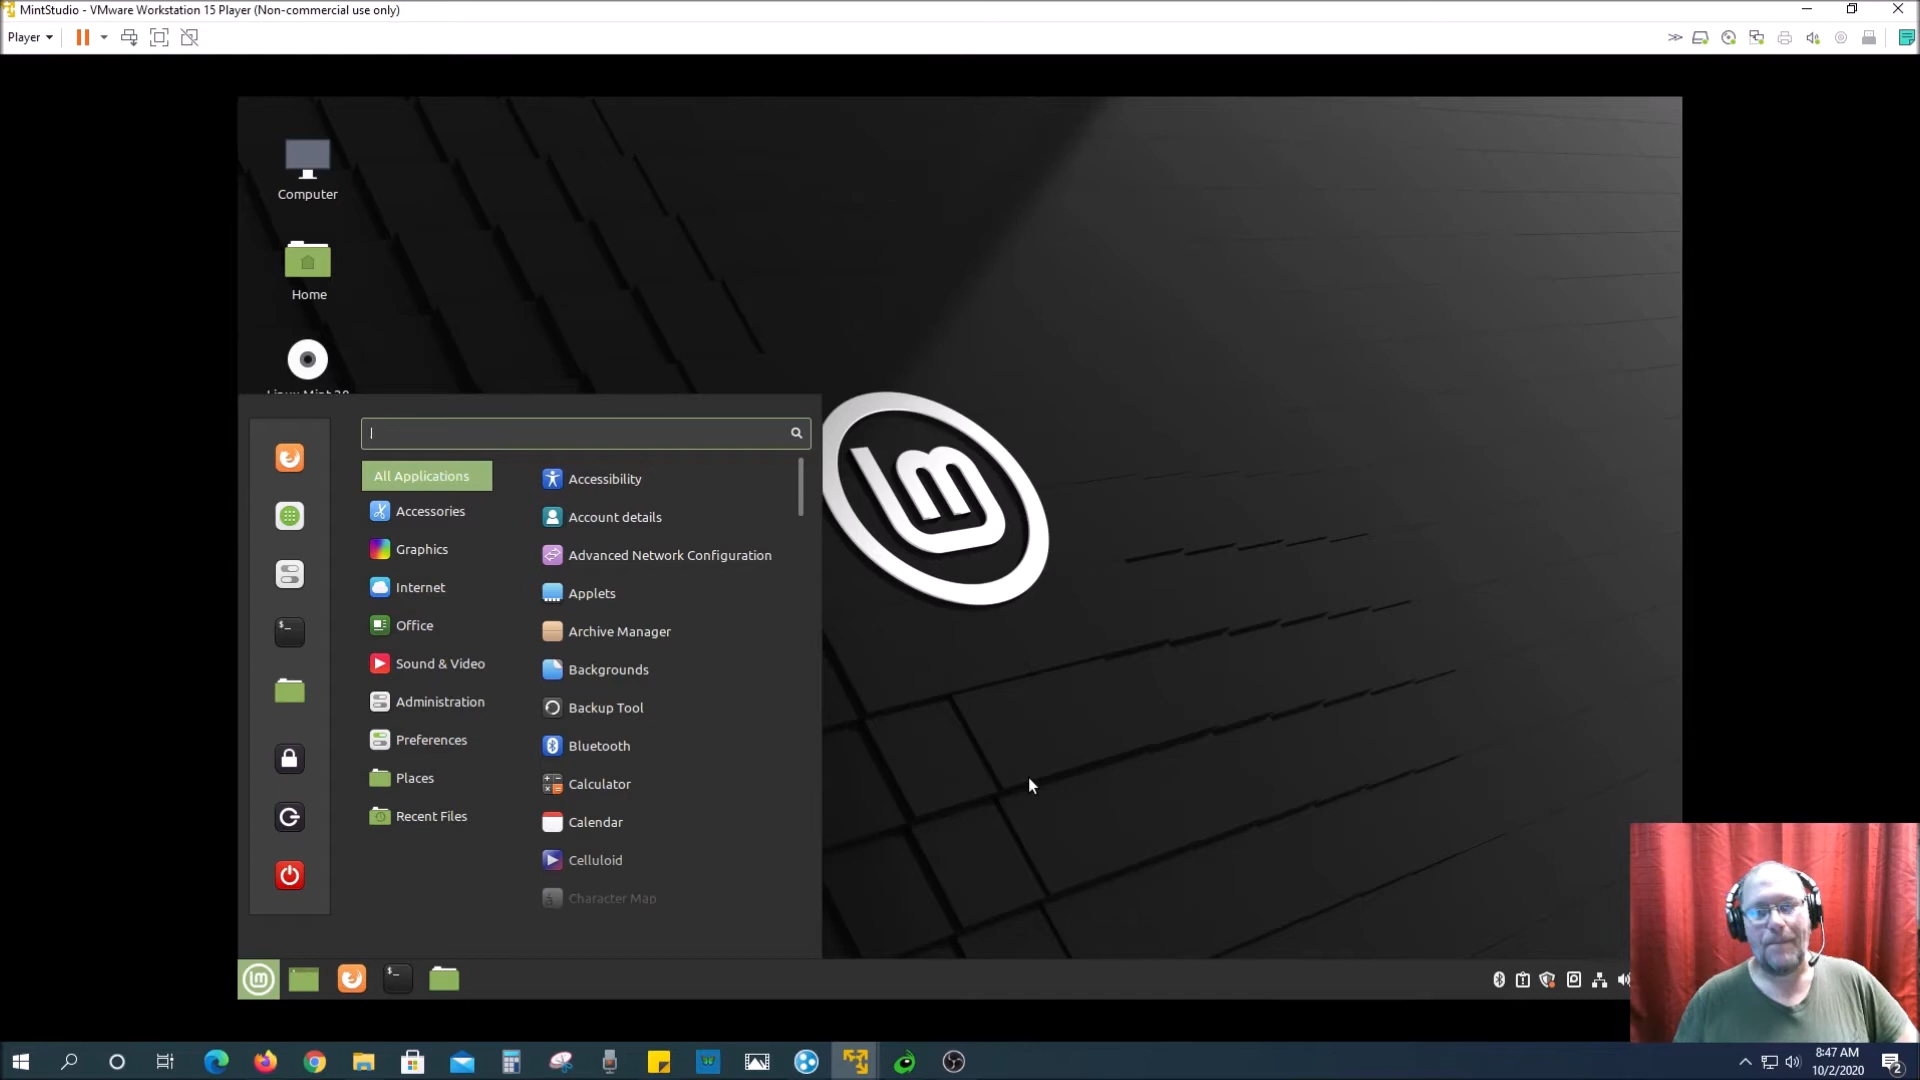 MintStudio - VMware Workstation 15 Player (Non-commercial use only)
Player
Computer
Home
All Applications
Accessories
Graphics
Internet
Office
Sound & Video
Administration
Preferences
Places
Recent Files
Accessibility
Account details
Advanced Network Configuration
Applets
Archive Manager
Backgrounds
Backup Tool
Bluetooth
Calculator
Calendar
Celluloid
Character Map
8:47 AM
10/2/2020
2